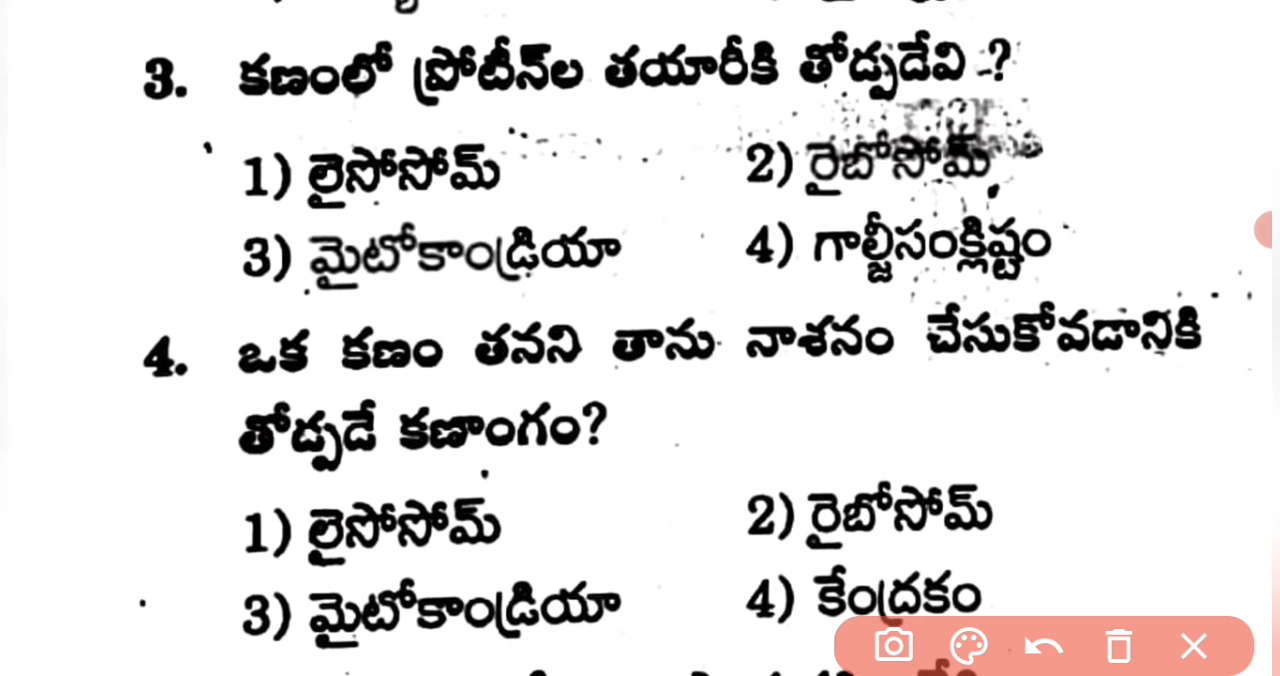 3. కణంలో ప్రోటీన్‌ల తయారీకి తోడ్పడేవి ?
1) లైసోసోమ్ 2) రైబోసోమ్
3) మైటోకాండ్రియా 4) గాల్జీసంక్లిష్టం
4. ఒక కణం తనని తాను నాశనం చేసుకోవడానికి
తోడ్పడే కణాంగం?
1) లైసోసోమ్ 2) రైబోసోమ్
3) మైటోకాండ్రియా 4) కేంద్రకం